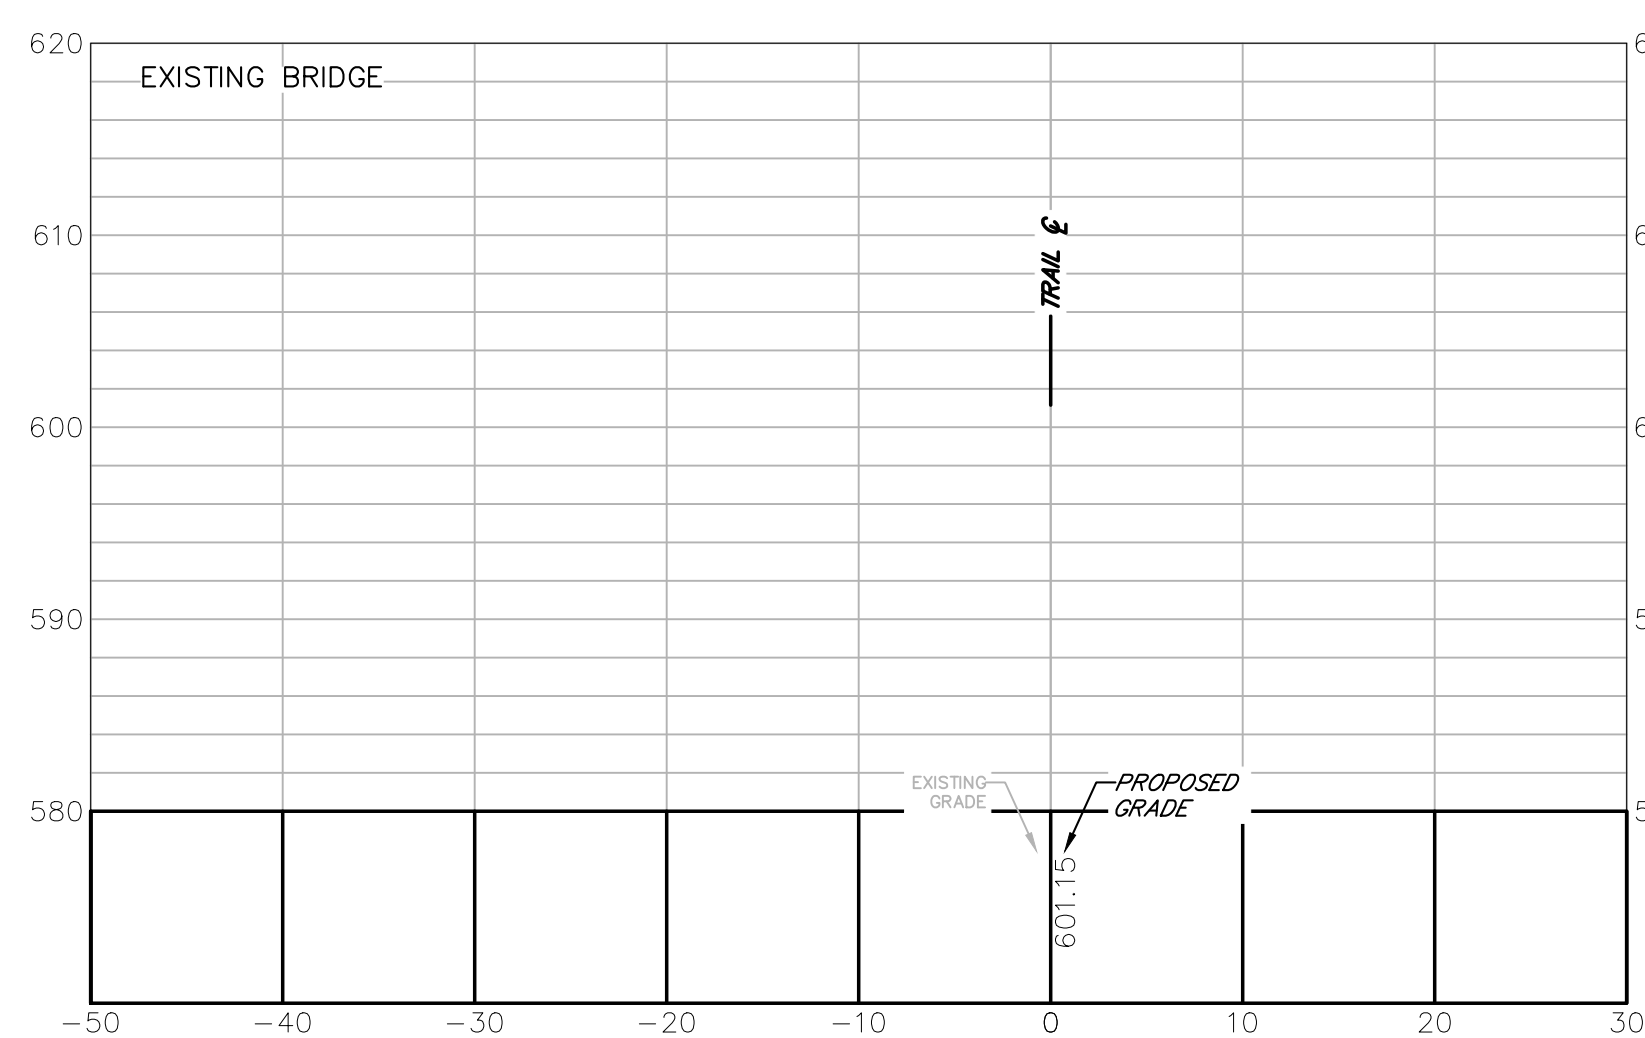 620
EXISTING BRIDGE
610
TRAIL ℄
600
590
EXISTING
GRADE
PROPOSED
GRADE
580
601.15
-50 -40 -30 -20 -10 0 10 20 30